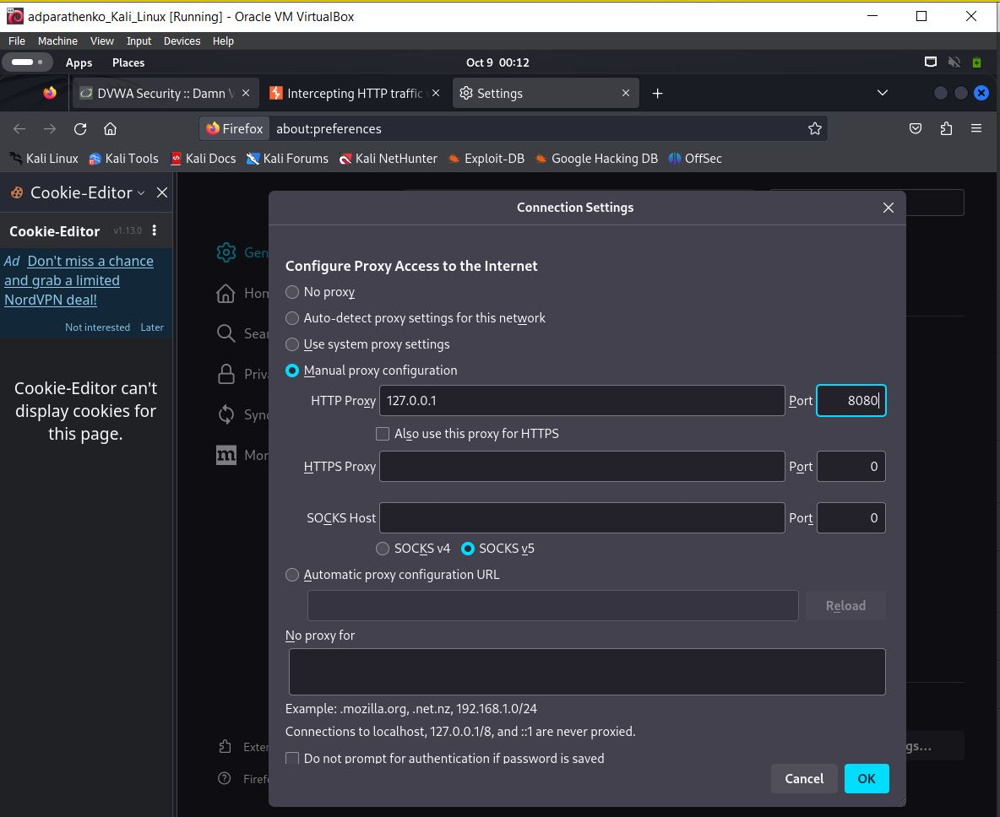 adparathenko_Kali_Linux [Running] - Oracle VM VirtualBox
File Machine View Input Devices Help
Apps Places Oct 9 00:12
DVWA Security :: Damn V Intercepting HTTP traffic Settings
Firefox about:preferences
Kali Linux Kali Tools Kali Docs Kali Forums Kali NetHunter Exploit-DB Google Hacking DB OffSec
Cookie-Editor
Cookie-Editor v1.13.0
Ad Don't miss a chance
and grab a limited
NordVPN deal!
Not interested Later
Cookie-Editor can't
display cookies for
this page.
Gen
Hom
Sear
Priva
Sync
Mor
Exten
Firefo
gs...
Connection Settings
Configure Proxy Access to the Internet
No proxy
Auto-detect proxy settings for this network
Use system proxy settings
Manual proxy configuration
HTTP Proxy 127.0.0.1 Port 8080
Also use this proxy for HTTPS
HTTPS Proxy Port 0
SOCKS Host Port 0
SOCKS v4 SOCKS v5
Automatic proxy configuration URL
Reload
No proxy for
Example: .mozilla.org, .net.nz, 192.168.1.0/24
Connections to localhost, 127.0.0.1/8, and ::1 are never proxied.
Do not prompt for authentication if password is saved
Cancel OK